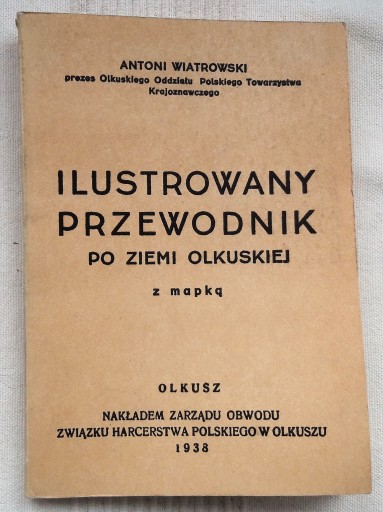 ANTONI WIATROWSKI
prezes Olkuskiego Oddziału Polskiego Towarzystwa
Krajoznawczego
ILUSTROWANY
PRZEWODNIK
PO ZIEMI OLKUSKIEJ
z mapką
OLKUSZ
NAKŁADEM ZARZĄDU OBWODU
ZWIĄZKU HARCERSTWA POLSKIEGO W OLKUSZU
1938